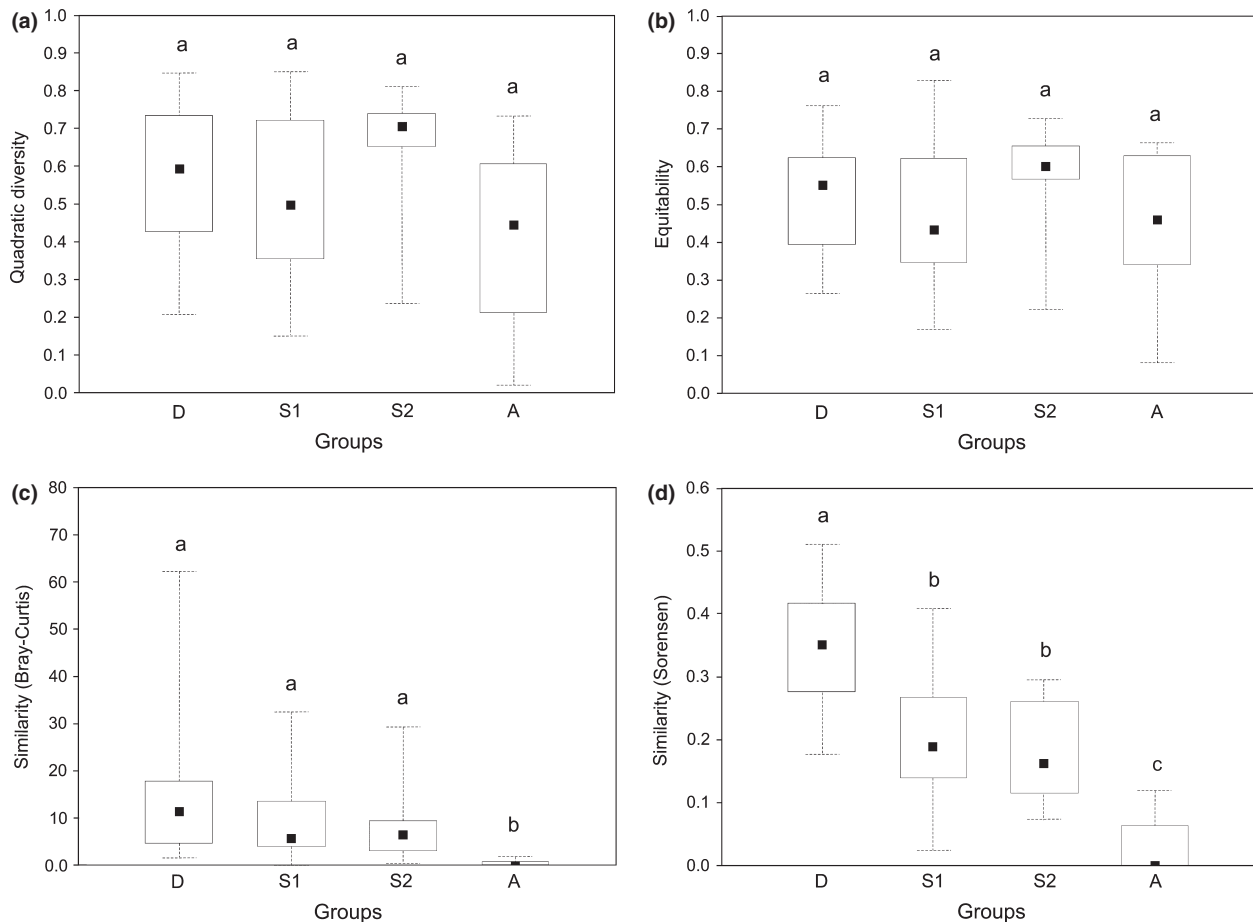 (a)
1.0
0.9
0.8
0.7
0.6
0.5
0.4
0.3
0.2
0.1
0.0
Quadratic diversity
a
a
a
a
D S1 S2 A
Groups
(b)
1.0
0.9
0.8
0.7
0.6
0.5
0.4
0.3
0.2
0.1
0.0
Equitability
a
a
a
a
D S1 S2 A
Groups
(c)
80
70
60
50
40
30
20
10
0.0
Similarity (Bray-Curtis)
a
a
a
b
D S1 S2 A
Groups
(d)
0.6
0.5
0.4
0.3
0.2
0.1
0.0
Similarity (Sorensen)
a
b
b
c
D S1 S2 A
Groups